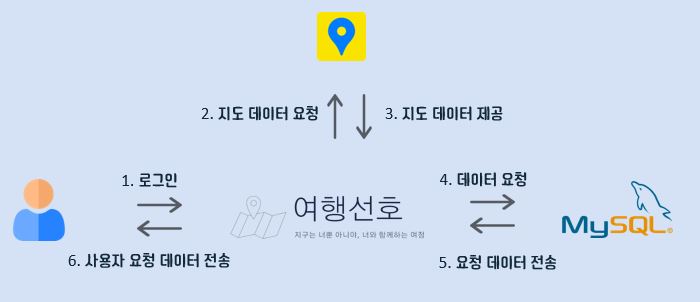 2. 지도 데이터 요청
3. 지도 데이터 제공
1. 로그인
여행선호
지구는 너뿐 아니야, 너와 함께하는 여정
4. 데이터 요청
MySQL®
6. 사용자 요청 데이터 전송
5. 요청 데이터 전송